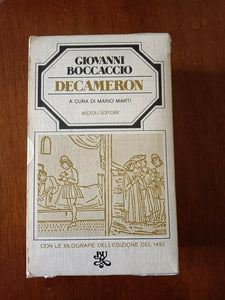 GIOVANNI
BOCCACCIO
DECAMERON
A CURA DI MARIO MARTI
RIZZOLI EDITORE
CON LE XILOGRAFIE DELL'EDIZIONE DEL 1492